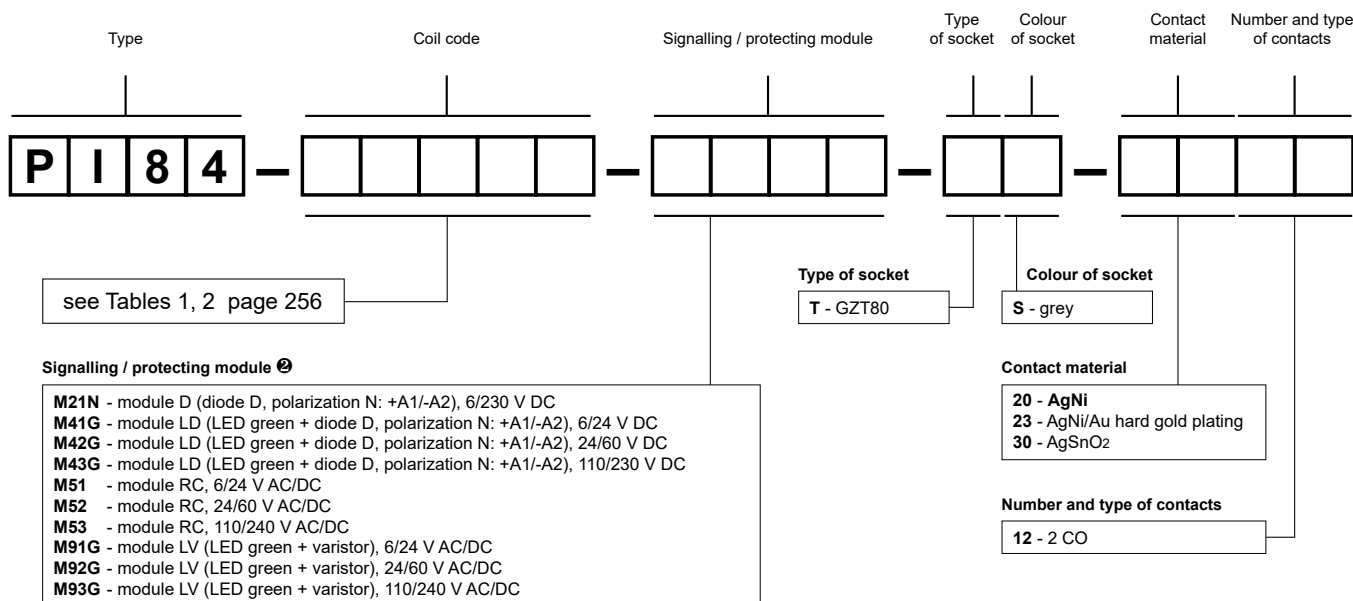 Type
Coil code
Signalling / protecting module
Type
of socket
Colour
of socket
Contact
material
Number and type
of contacts
P I 8 4 – – – –
see Tables 1, 2 page 256
Type of socket
T - GZT80
Colour of socket
S - grey
Signalling / protecting module ❷
M21N - module D (diode D, polarization N: +A1/-A2), 6/230 V DC
M41G - module LD (LED green + diode D, polarization N: +A1/-A2), 6/24 V DC
M42G - module LD (LED green + diode D, polarization N: +A1/-A2), 24/60 V DC
M43G - module LD (LED green + diode D, polarization N: +A1/-A2), 110/230 V DC
M51 - module RC, 6/24 V AC/DC
M52 - module RC, 24/60 V AC/DC
M53 - module RC, 110/240 V AC/DC
M91G - module LV (LED green + varistor), 6/24 V AC/DC
M92G - module LV (LED green + varistor), 24/60 V AC/DC
M93G - module LV (LED green + varistor), 110/240 V AC/DC
Contact material
20 - AgNi
23 - AgNi/Au hard gold plating
30 - AgSnO2
Number and type of contacts
12 - 2 CO